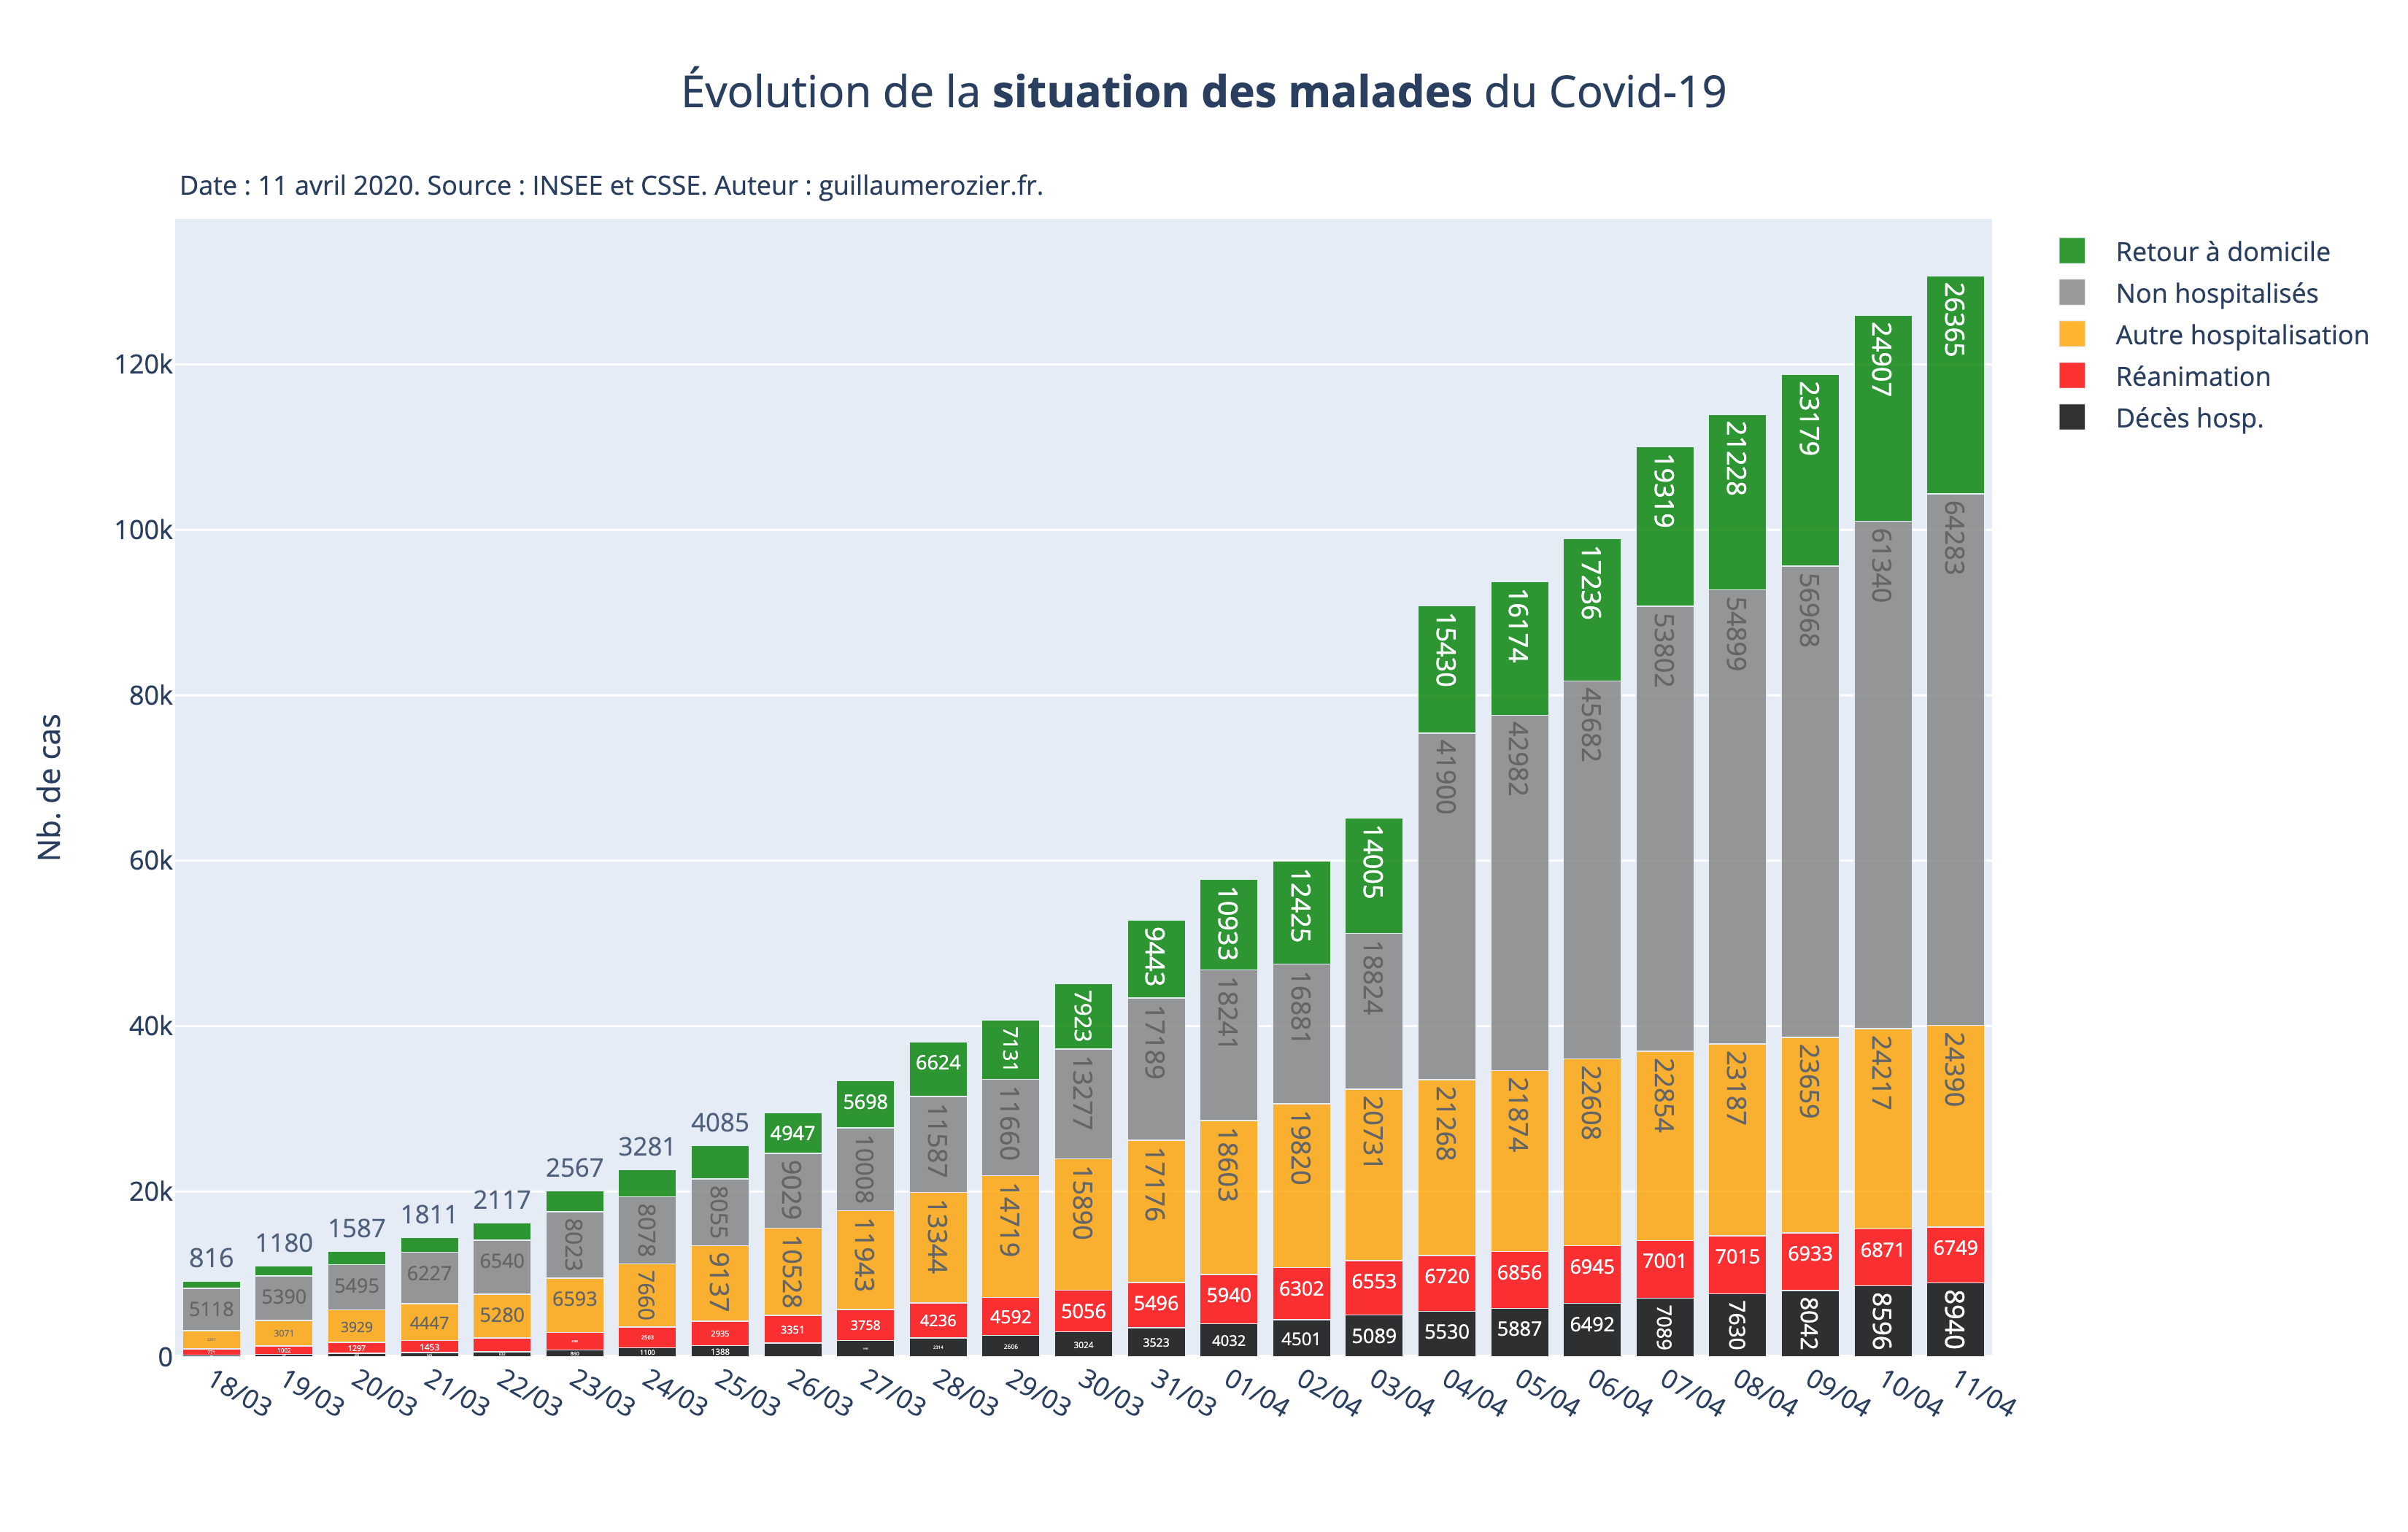 Évolution de la situation des malades du Covid-19
Date : 11 avril 2020. Source : INSEE et CSSE. Auteur : guillaumerozier.fr.
Retour à domicile
Non hospitalisés
Autre hospitalisation
Réanimation
Décès hosp.
Nb. de cas
120k
100k
80k
60k
40k
20k
0
816 1180 1587 1811 2117 2567 3281 4085 4947 5698 6624 7131 7923 9443 10933 12425 14005 15430 16174 17236 19319 21228 23179 24907 26365
5118 5390 5495 6227 6540 8023 8078 8055 9029 10008 11587 11660 13277 17189 18241 16881 18824 41900 42982 45682 53802 54899 56968 61340 64283
3071 3929 4447 5280 6593 7660 9137 10528 11943 13344 14719 15890 17176 18603 19820 20731 21268 21874 22608 22854 23187 23659 24217 24390
771 1002 1297 1453 2503 2935 3351 3758 4236 4592 5056 5496 5940 6302 6553 6720 6856 6945 7001 7015 6933 6871 6749
860 1100 1388 2314 2606 3024 3523 4032 4501 5089 5530 5887 6492 7089 7630 8042 8596 8940
18/03 19/03 20/03 21/03 22/03 23/03 24/03 25/03 26/03 27/03 28/03 29/03 30/03 31/03 01/04 02/04 03/04 04/04 05/04 06/04 07/04 08/04 09/04 10/04 11/04